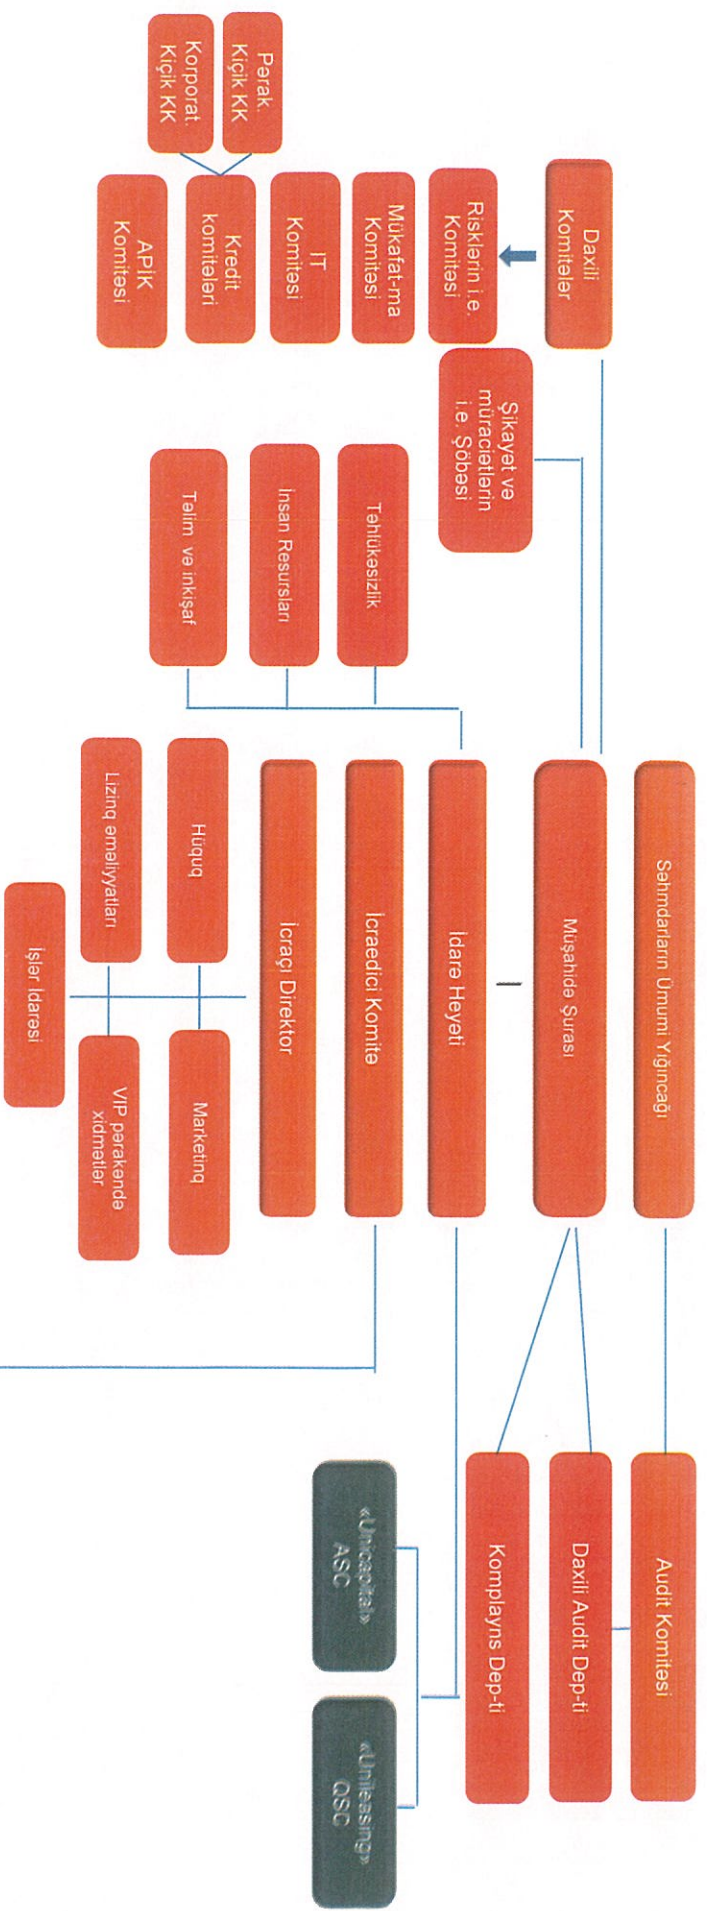 Səhmdarların Ümumi Yığıncağı
Audit Komitəsi
Daxili
Komitələr
Müşahidə Şurası
Daxili Audit Dep-ti
Risklərin i.e.
Komitəsi
Şikayət və
müraciətlərin
i.e. Şöbəsi
İdarə Heyəti
Komplayns Dep-ti
Mükafat-ma
Komitəsi
Təhlükəsizlik
İcraedici Komitə
«Unicapital»
ASC
«Unileasing»
QSC
IT
Komitəsi
İnsan Resursları
İcraçı Direktor
Pərak.
Kiçik KK
Korporat.
Kiçik KK
Kredit
komitələri
Təlim və inkişaf
Hüquq
Marketinq
APİK
Komitəsi
Lizinq əməliyyatları
VIP pərakəndə
xidmətlər
İşlər İdarəsi